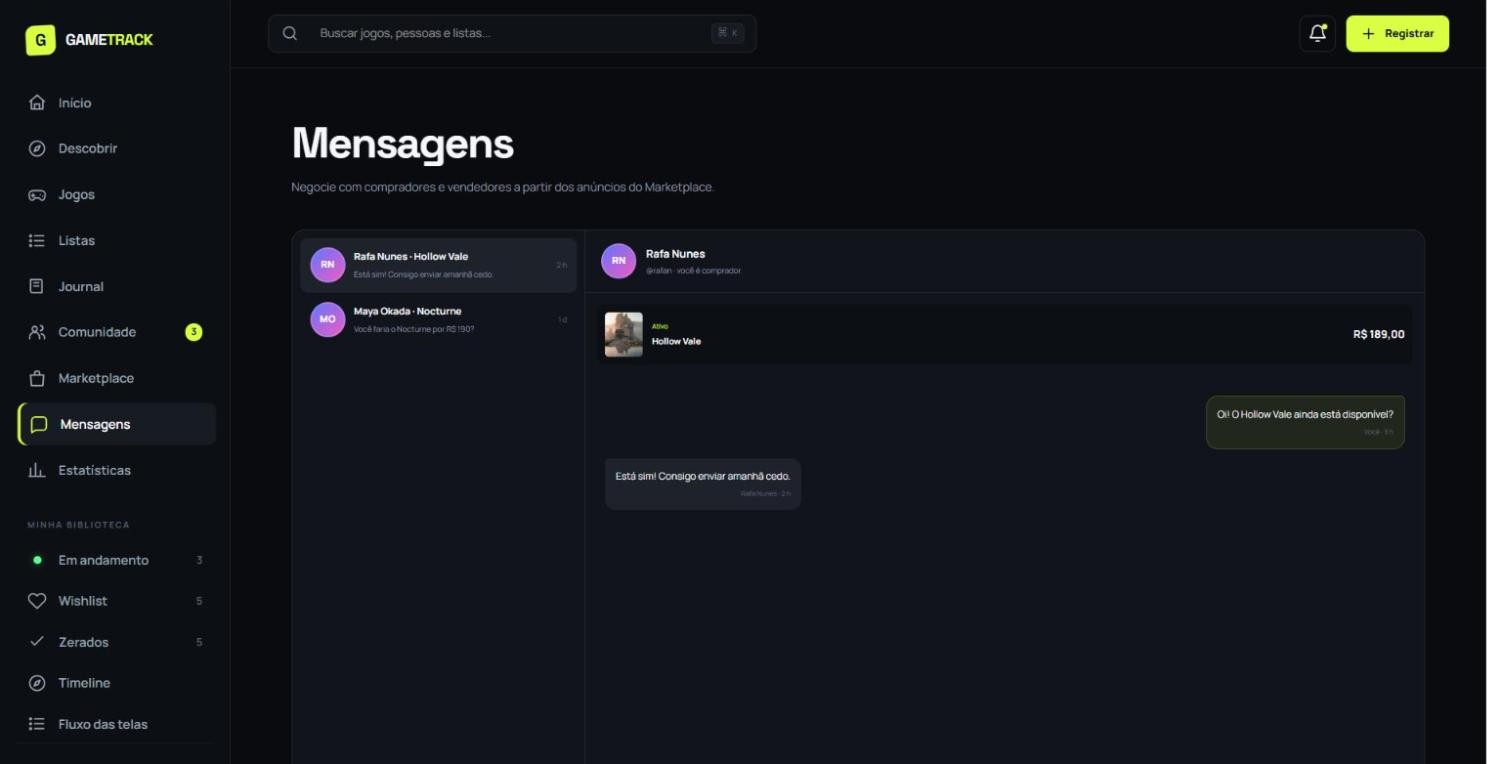 G GAMETRACK
Buscar jogos, pessoas e listas...
⌘ K
+ Registrar
Início
Descobrir
Jogos
Listas
Journal
Comunidade 3
Marketplace
Mensagens
Estatísticas
MINHA BIBLIOTECA
Em andamento 3
Wishlist 5
Zerados 5
Timeline
Fluxo das telas
Mensagens
Negocie com compradores e vendedores a partir dos anúncios do Marketplace.
RN
Rafa Nunes · Hollow Vale
Está sim! Consigo enviar amanhã cedo.
2 h
MO
Maya Okada · Nocturne
Você faria o Nocturne por R$ 190?
1 d
RN
Rafa Nunes
@rafan · você é comprador
Ativo
Hollow Vale
R$ 189,00
Oi! O Hollow Vale ainda está disponível?
Você · 3 h
Está sim! Consigo enviar amanhã cedo.
Rafa Nunes · 2 h